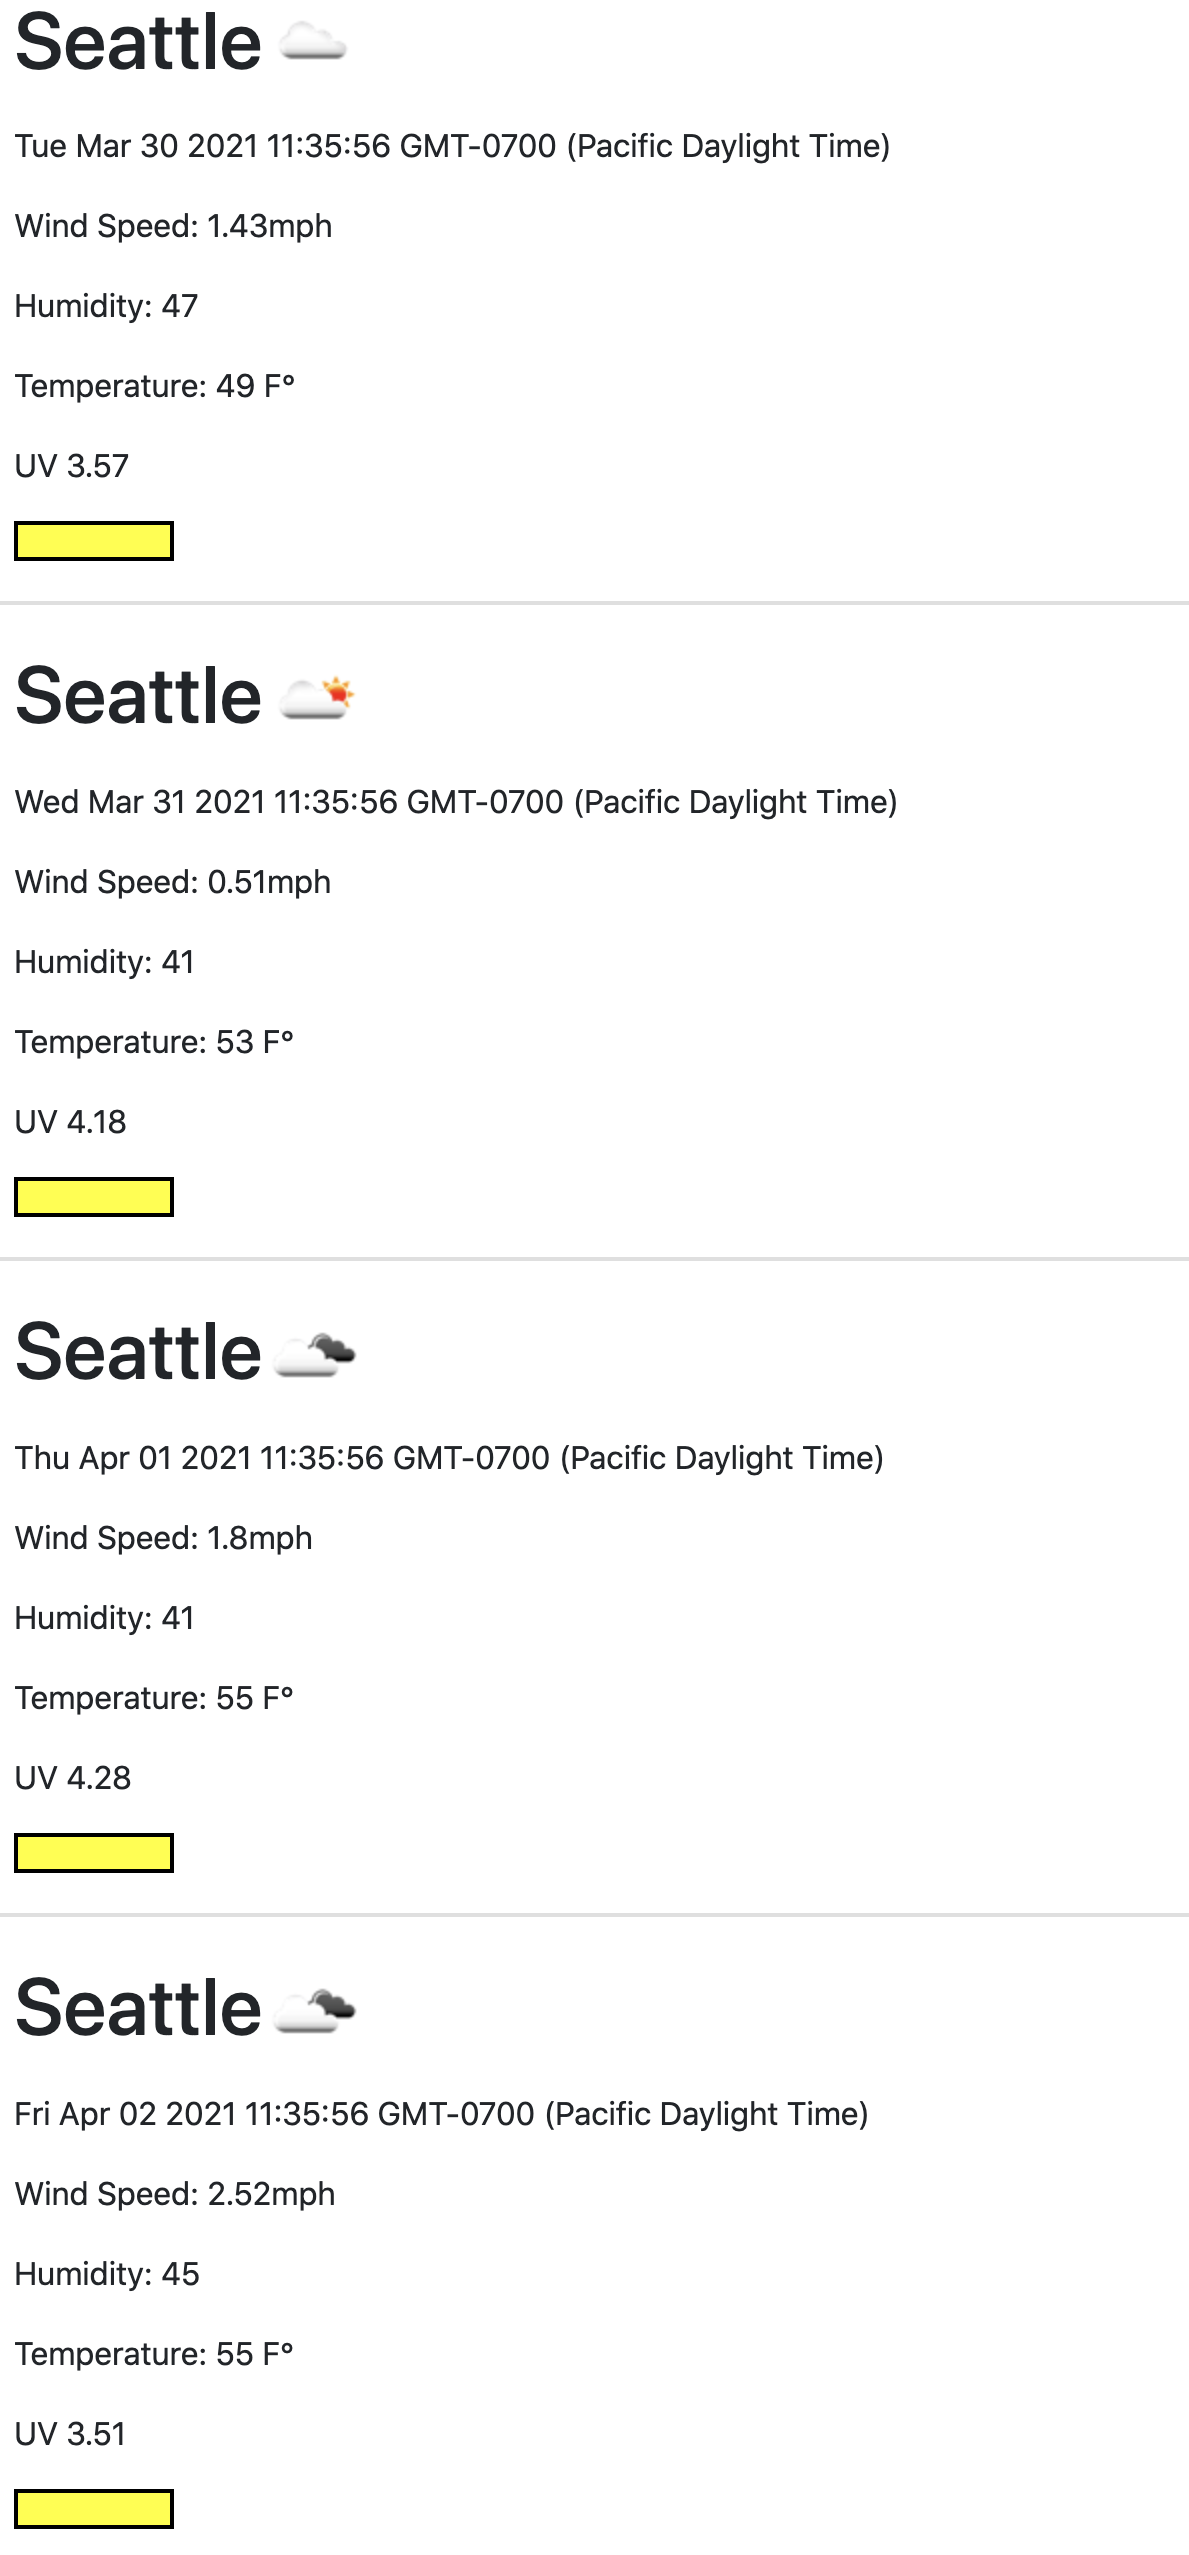 Seattle
Tue Mar 30 2021 11:35:56 GMT-0700 (Pacific Daylight Time)
Wind Speed: 1.43mph
Humidity: 47
Temperature: 49 F°
UV 3.57
Seattle
Wed Mar 31 2021 11:35:56 GMT-0700 (Pacific Daylight Time)
Wind Speed: 0.51mph
Humidity: 41
Temperature: 53 F°
UV 4.18
Seattle
Thu Apr 01 2021 11:35:56 GMT-0700 (Pacific Daylight Time)
Wind Speed: 1.8mph
Humidity: 41
Temperature: 55 F°
UV 4.28
Seattle
Fri Apr 02 2021 11:35:56 GMT-0700 (Pacific Daylight Time)
Wind Speed: 2.52mph
Humidity: 45
Temperature: 55 F°
UV 3.51